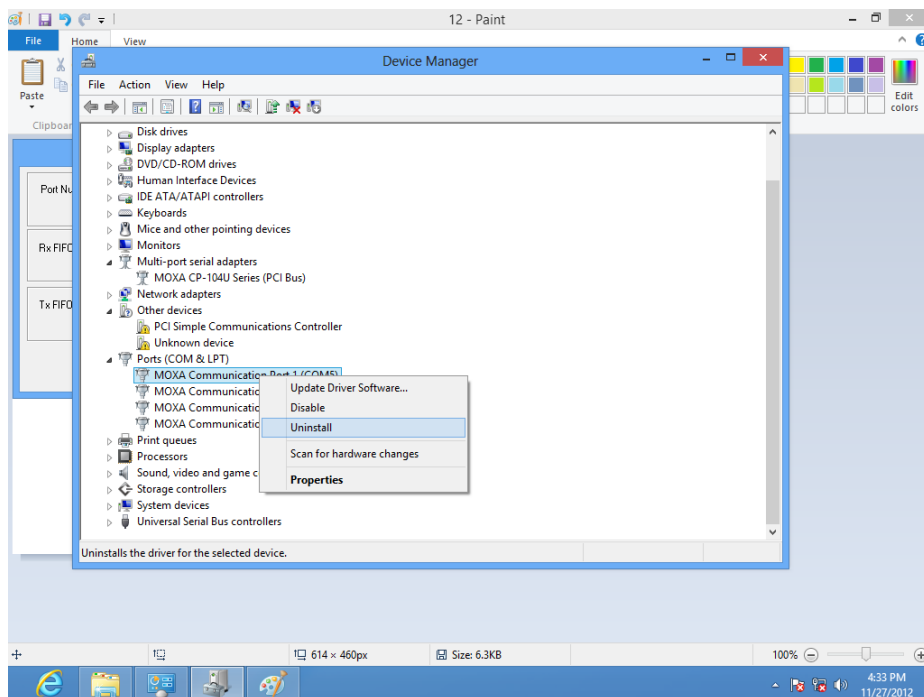 12 - Paint
File Home View
Paste
Clipboar
Edit
colors
Device Manager
File Action View Help
Disk drives
Display adapters
DVD/CD-ROM drives
Human Interface Devices
IDE ATA/ATAPI controllers
Keyboards
Mice and other pointing devices
Monitors
Multi-port serial adapters
MOXA CP-104U Series (PCI Bus)
Network adapters
Other devices
PCI Simple Communications Controller
Unknown device
Ports (COM & LPT)
MOXA Communication Port 1 (COM5)
MOXA Communicatic
MOXA Communicatic
MOXA Communicatic
Print queues
Processors
Sound, video and game c
Storage controllers
System devices
Universal Serial Bus controllers
Update Driver Software...
Disable
Uninstall
Scan for hardware changes
Properties
Uninstalls the driver for the selected device.
Port Nu
Rx FIFO
Tx FIFO
614 × 460px
Size: 6.3KB
100%
4:33 PM
11/27/2012